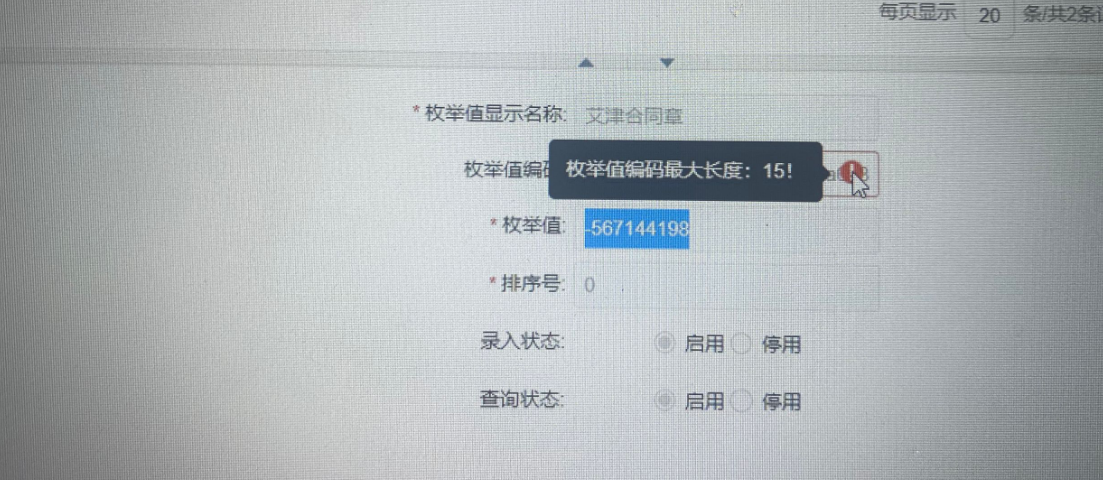 每页显示 20 条/共2条
*枚举值显示名称: 艾津合同章
枚举值编码
枚举值编码最大长度：15!
*枚举值: -567144198
*排序号: 0
录入状态: 启用 停用
查询状态: 启用 停用